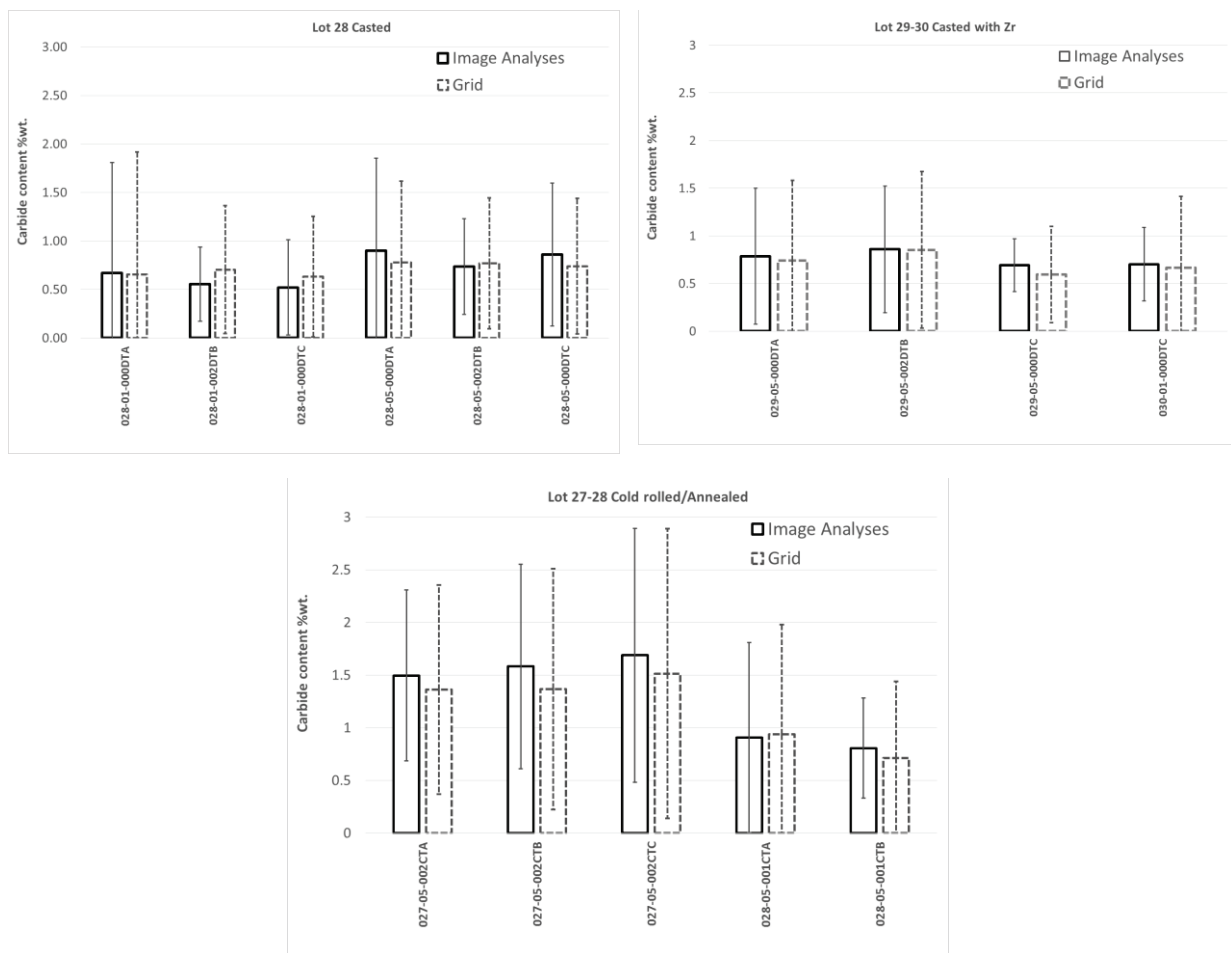 Lot 28 Casted
3.00
2.50
2.00
1.50
1.00
0.50
0.00
Carbide content %wt.
Image Analyses
Grid
028-01-000DTA
028-01-002DTB
028-01-000DTC
028-05-000DTA
028-05-002DTB
028-05-000DTC
Lot 29-30 Casted with Zr
3
2.5
2
1.5
1
0.5
0
Carbide content %wt.
Image Analyses
Grid
029-05-000DTA
029-05-002DTB
029-05-000DTC
030-01-000DTC
Lot 27-28 Cold rolled/Annealed
3
2.5
2
1.5
1
0.5
0
Carbide content %wt.
Image Analyses
Grid
027-05-002CTA
027-05-002CTB
027-05-002CTC
028-05-001CTA
028-05-001CTB